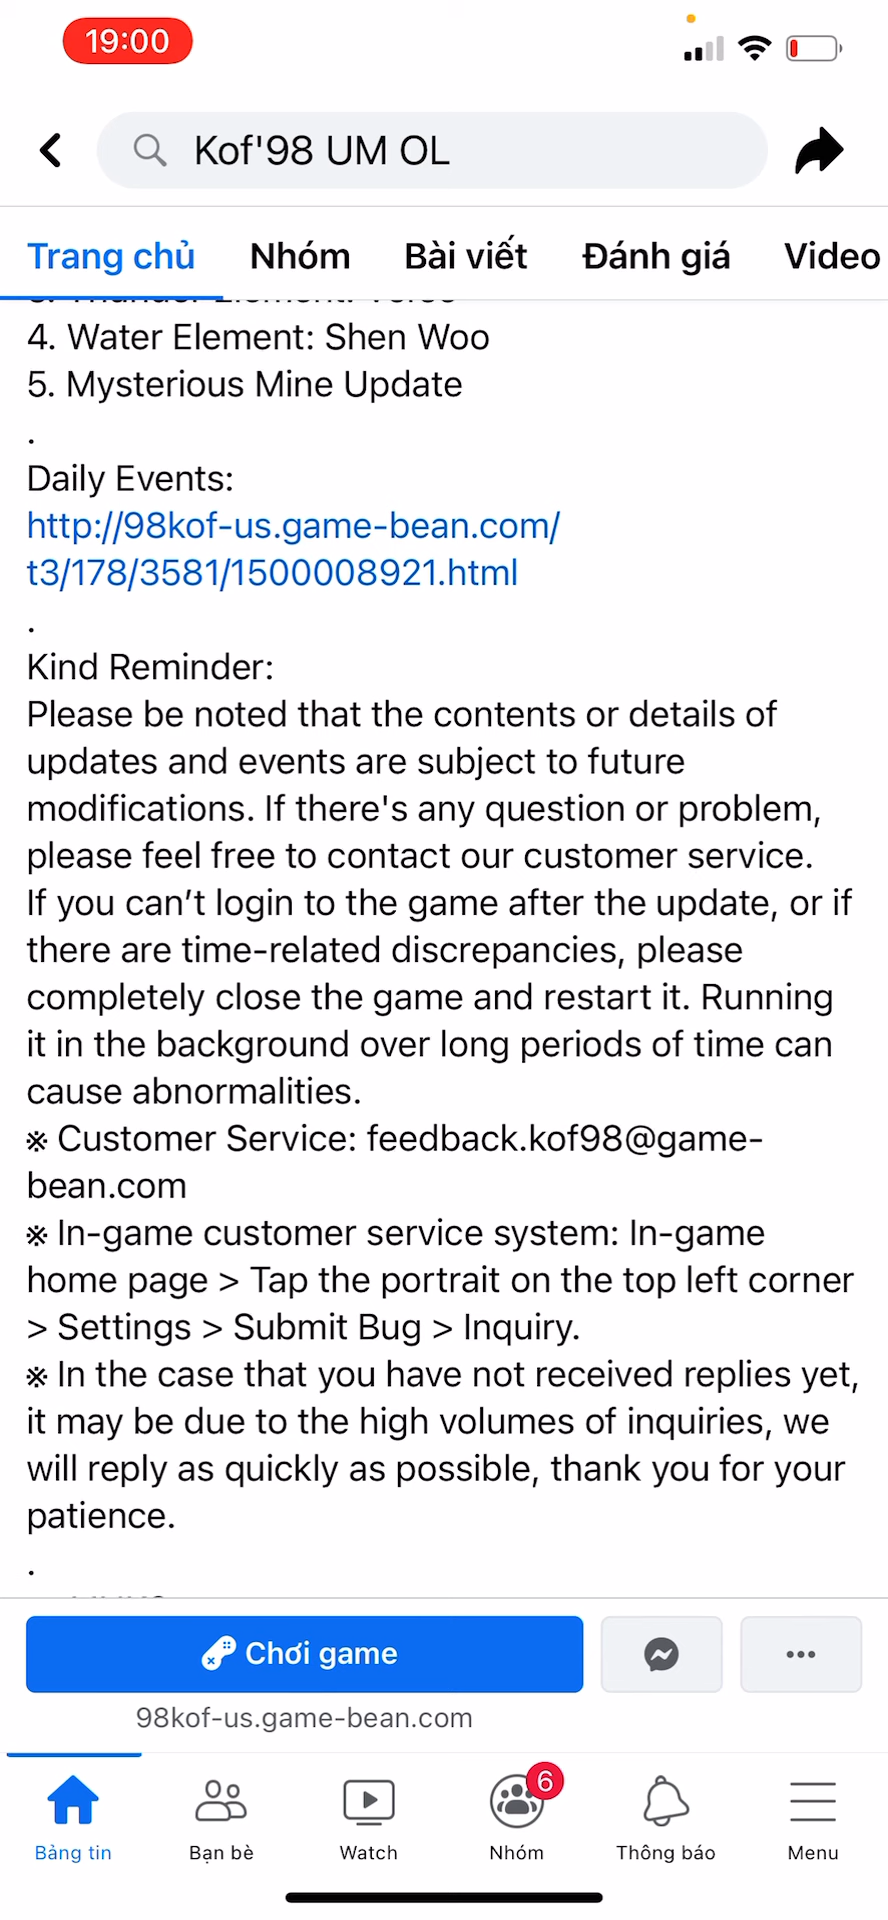 19:00
Kof'98 UM OL
Trang chủ Nhóm Bài viết Đánh giá Video
4. Water Element: Shen Woo
5. Mysterious Mine Update
.
Daily Events:
http://98kof-us.game-bean.com/
t3/178/3581/1500008921.html
.
Kind Reminder:
Please be noted that the contents or details of
updates and events are subject to future
modifications. If there's any question or problem,
please feel free to contact our customer service.
If you can’t login to the game after the update, or if
there are time-related discrepancies, please
completely close the game and restart it. Running
it in the background over long periods of time can
cause abnormalities.
※ Customer Service: feedback.kof98@game-
bean.com
※ In-game customer service system: In-game
home page > Tap the portrait on the top left corner
> Settings > Submit Bug > Inquiry.
※ In the case that you have not received replies yet,
it may be due to the high volumes of inquiries, we
will reply as quickly as possible, thank you for your
patience.
.
Chơi game
98kof-us.game-bean.com
6
Bảng tin Bạn bè Watch Nhóm Thông báo Menu